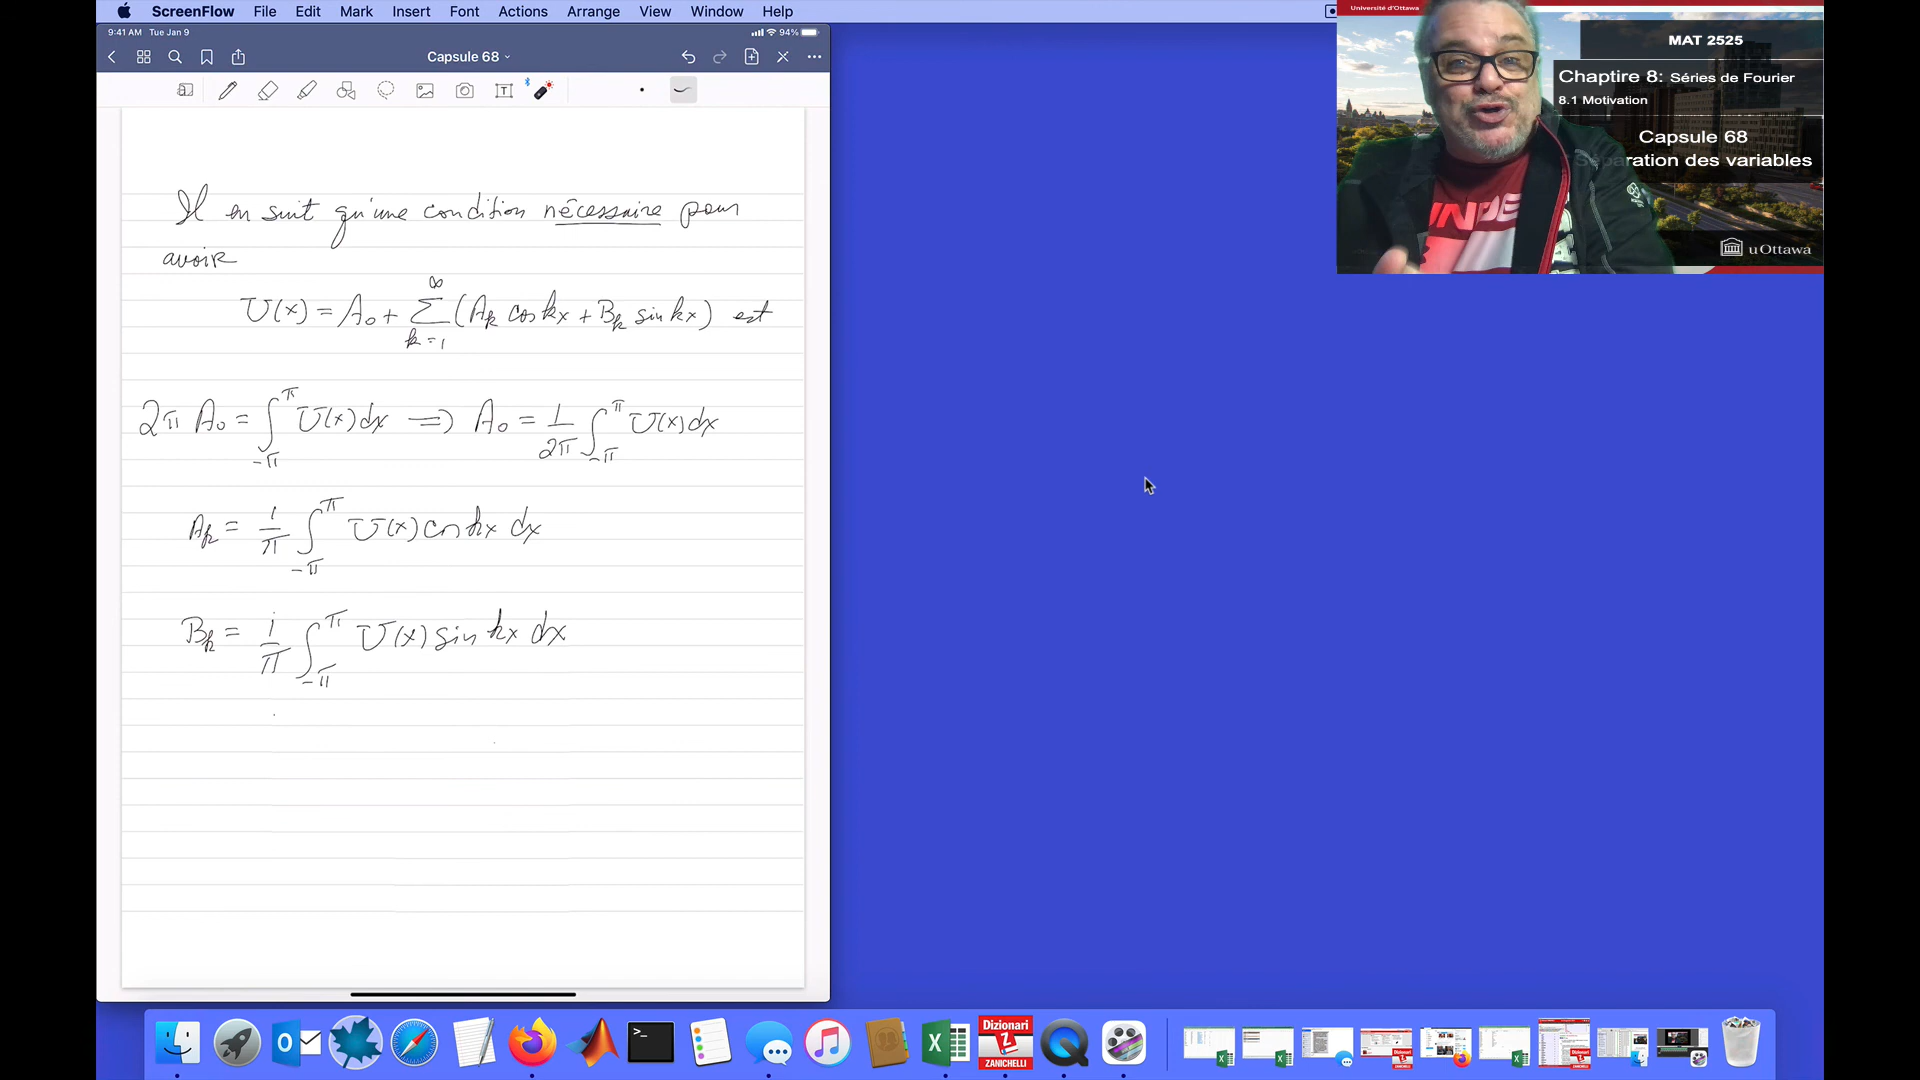 ScreenFlow File Edit Mark Insert Font Actions Arrange View Window Help
9:41 AM Tue Jan 9
94%
Capsule 68
T
Il en suit qu'une condition nécessaire pour
avoir
U(x) = A₀ + ∑_{k=1}^{∞} (A_k cos kx + B_k sin kx) est
2π A₀ = ∫_{-π}^{π} U(x) dx ⟹ A₀ = 1/2π ∫_{-π}^{π} U(x) dx
A_k = 1/π ∫_{-π}^{π} U(x) cos kx dx
B_k = 1/π ∫_{-π}^{π} U(x) sin kx dx
Université d'Ottawa
MAT 2525
Chaptire 8: Séries de Fourier
8.1 Motivation
Capsule 68
Séparation des variables
uOttawa
Dizionari
Z
ZANICHELLI